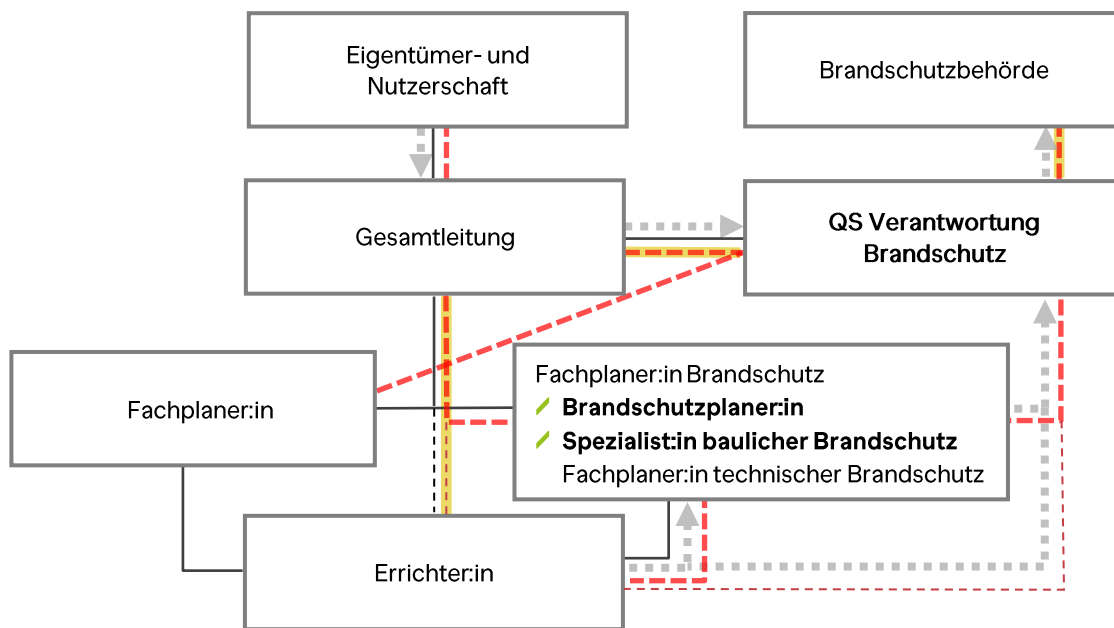 Eigentümer- und
Nutzerschaft
Brandschutzbehörde
Gesamtleitung
QS Verantwortung
Brandschutz
Fachplaner:in
Fachplaner:in Brandschutz
Brandschutzplaner:in
Spezialist:in baulicher Brandschutz
Fachplaner:in technischer Brandschutz
Errichter:in